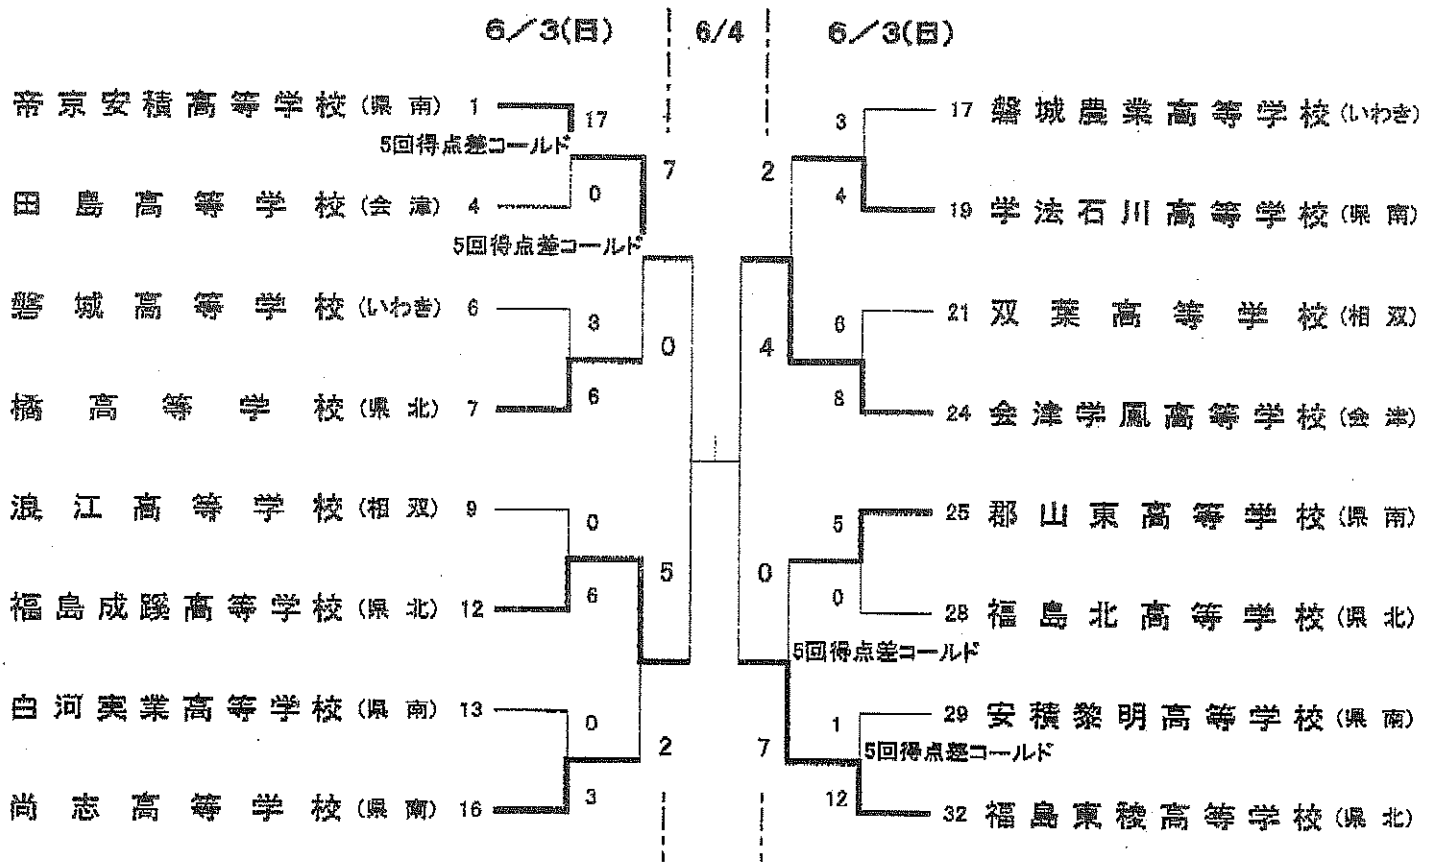 6/3(日) 6/4 6/3(日)
帝京安積高等学校(県南) 1 17 3 17 磐城農業高等学校(いわき)
5回得点差コールド
7 2
田島高等学校(会津) 4 0 4 19 学法石川高等学校(県南)
5回得点差コールド
磐城高等学校(いわき) 6 3 6 21 双葉高等学校(相双)
0 4
橘高等学校(県北) 7 6 8 24 会津学鳳高等学校(会津)
浪江高等学校(相双) 9 0 5 25 郡山東高等学校(県南)
5 0
福島成蹊高等学校(県北) 12 6 0 28 福島北高等学校(県北)
5回得点差コールド
白河実業高等学校(県南) 13 0 1 29 安積黎明高等学校(県南)
2 7 5回得点差コールド
尚志高等学校(県南) 16 3 12 32 福島東稜高等学校(県北)